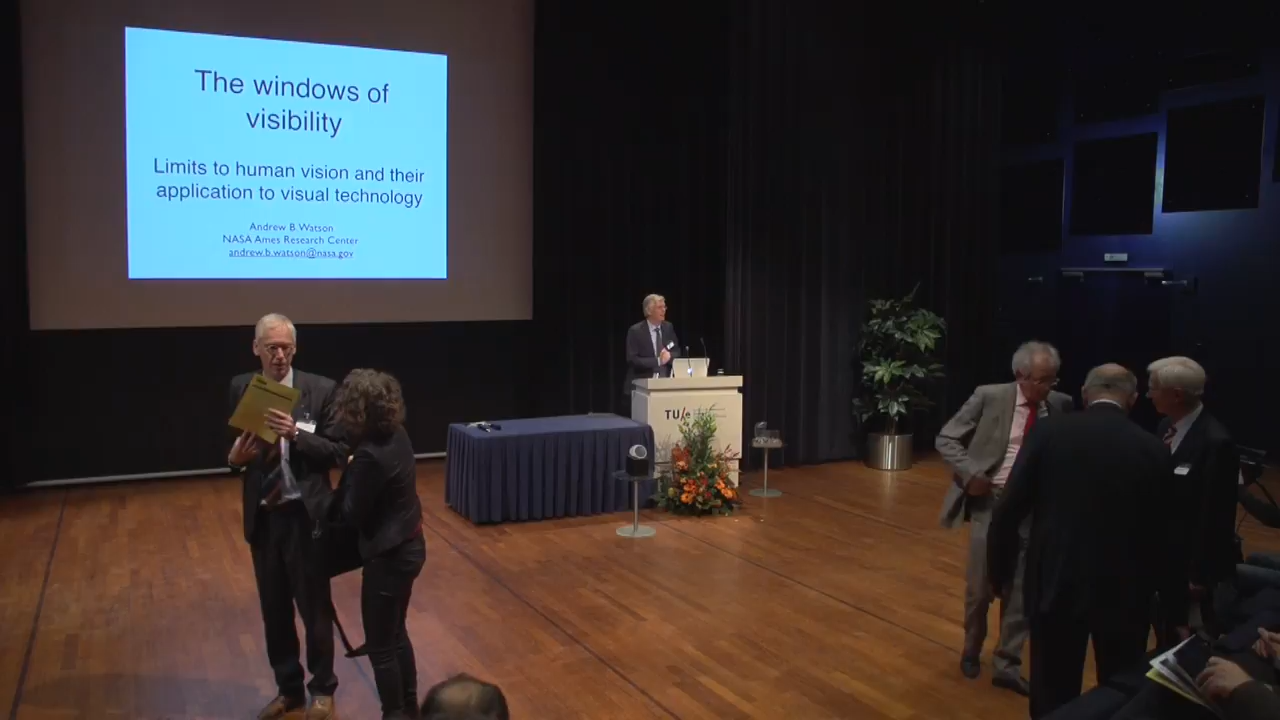 The windows of
visibility
Limits to human vision and their
application to visual technology
Andrew B. Watson
NASA Ames Research Center
andrew.b.watson@nasa.gov
TU/e